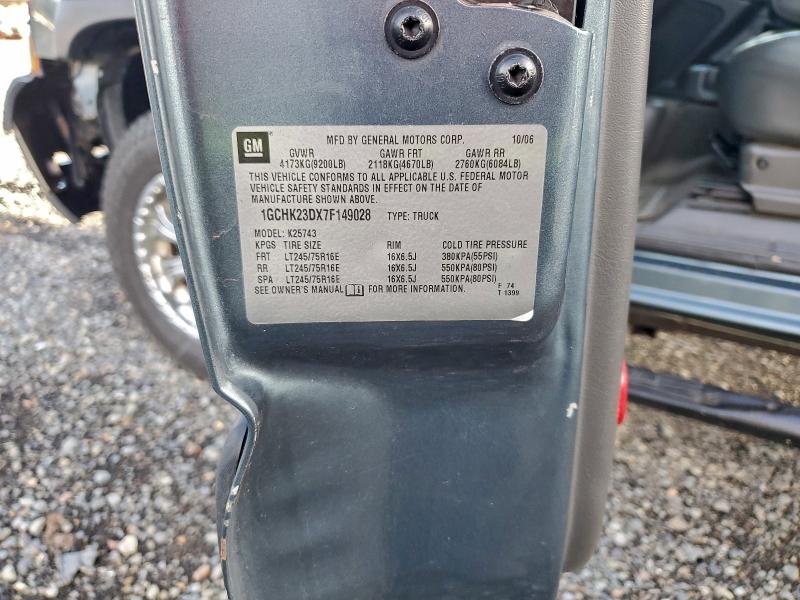 GM ®
MFD BY GENERAL MOTORS CORP. 10/06
GVWR GAWR FRT GAWR RR
4173KG(9200LB) 2118KG(4670LB) 2760KG(6084LB)
THIS VEHICLE CONFORMS TO ALL APPLICABLE U.S. FEDERAL MOTOR
VEHICLE SAFETY STANDARDS IN EFFECT ON THE DATE OF
MANUFACTURE SHOWN ABOVE.
1GCHK23DX7F149028 TYPE: TRUCK
MODEL: K25743
KPGS TIRE SIZE RIM COLD TIRE PRESSURE
FRT LT245/75R16E 16X6.5J 380KPA(55PSI)
RR LT245/75R16E 16X6.5J 550KPA(80PSI)
SPA LT245/75R16E 16X6.5J 550KPA(80PSI)
SEE OWNER'S MANUAL i FOR MORE INFORMATION.
F 74
T 1399